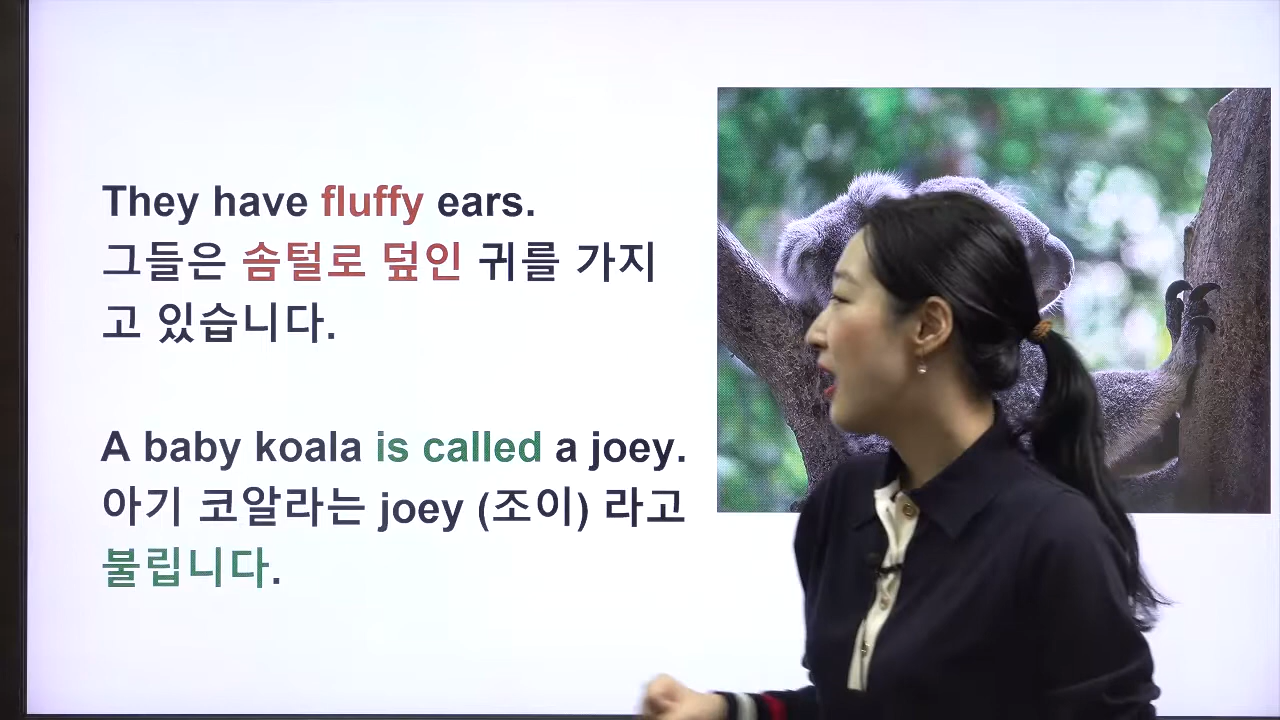 They have fluffy ears.
그들은 솜털로 덮인 귀를 가지
고 있습니다.
A baby koala is called a joey.
아기 코알라는 joey (조이) 라고
불립니다.